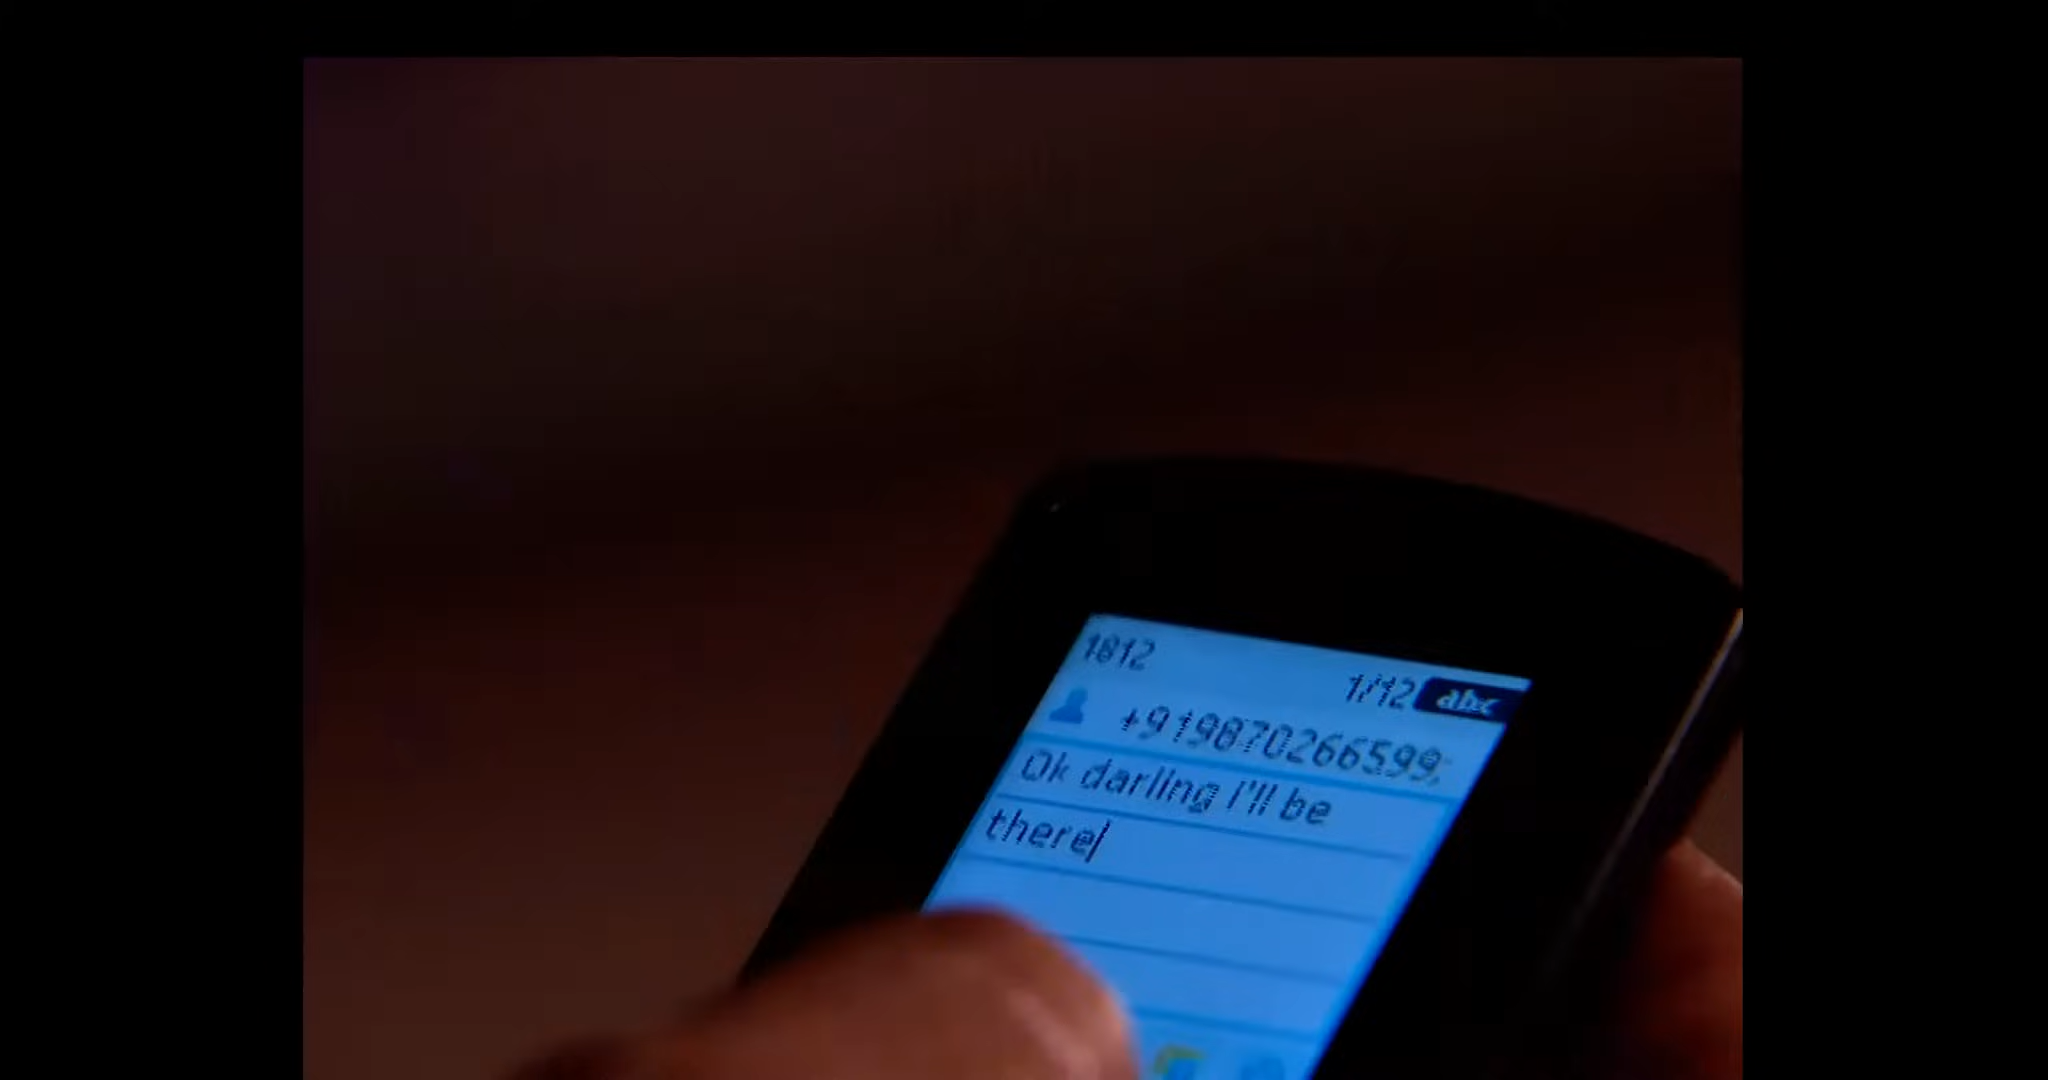 1812
1/12 abc
+919870266599;
Ok darling I'll be
there